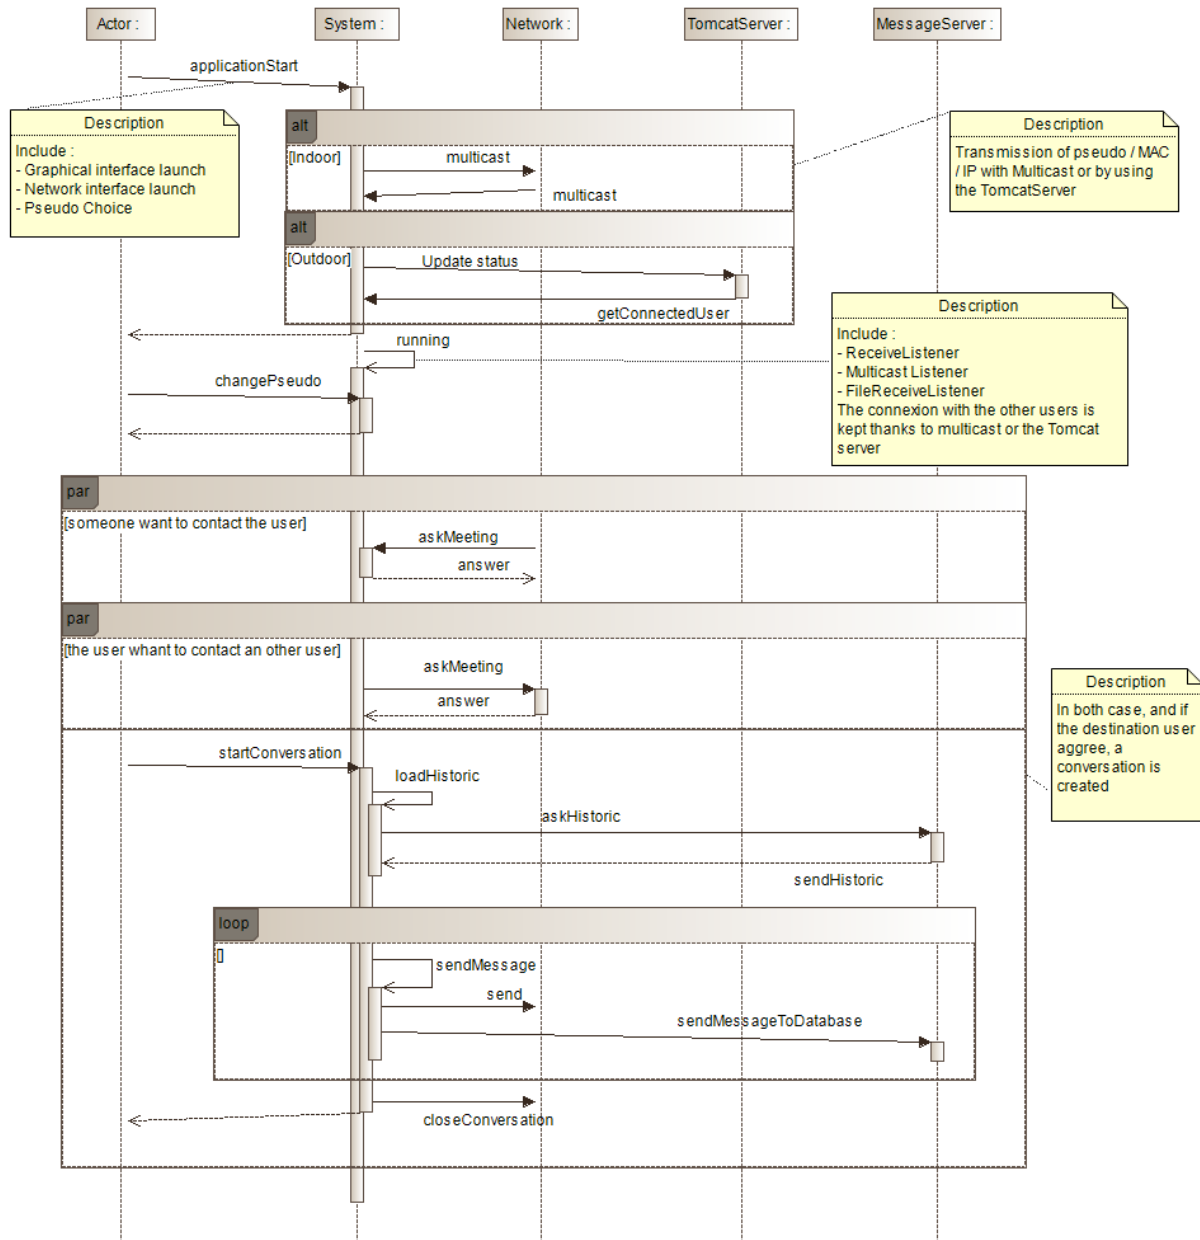 Actor :
System :
Network :
TomcatServer :
MessageServer :
applicationStart
Description
Include :
- Graphical interface launch
- Network interface launch
- Pseudo Choice
alt
[Indoor]
multicast
multicast
Description
Transmission of pseudo / MAC
/ IP with Multicast or by using
the TomcatServer
alt
[Outdoor]
Update status
getConnectedUser
running
Description
Include :
- ReceiveListener
- Multicast Listener
- FileReceiveListener
The connexion with the other users is
kept thanks to multicast or the Tomcat
server
changePseudo
par
[someone want to contact the user]
askMeeting
answer
par
[the user whant to contact an other user]
askMeeting
answer
Description
In both case, and if
the destination user
aggree, a
conversation is
created
startConversation
loadHistoric
askHistoric
sendHistoric
loop
[]
sendMessage
send
sendMessageToDatabase
closeConversation